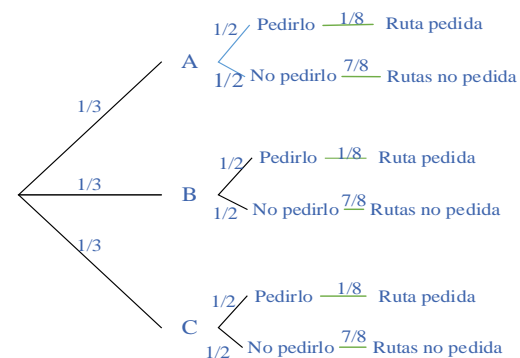 1/2 Pedirlo 1/8 Ruta pedida
A
1/2 No pedirlo 7/8 Rutas no pedida
1/3
1/2 Pedirlo 1/8 Ruta pedida
1/3 B
1/2 No pedirlo 7/8 Rutas no pedida
1/3
1/2 Pedirlo 1/8 Ruta pedida
C
1/2 No pedirlo 7/8 Rutas no pedida